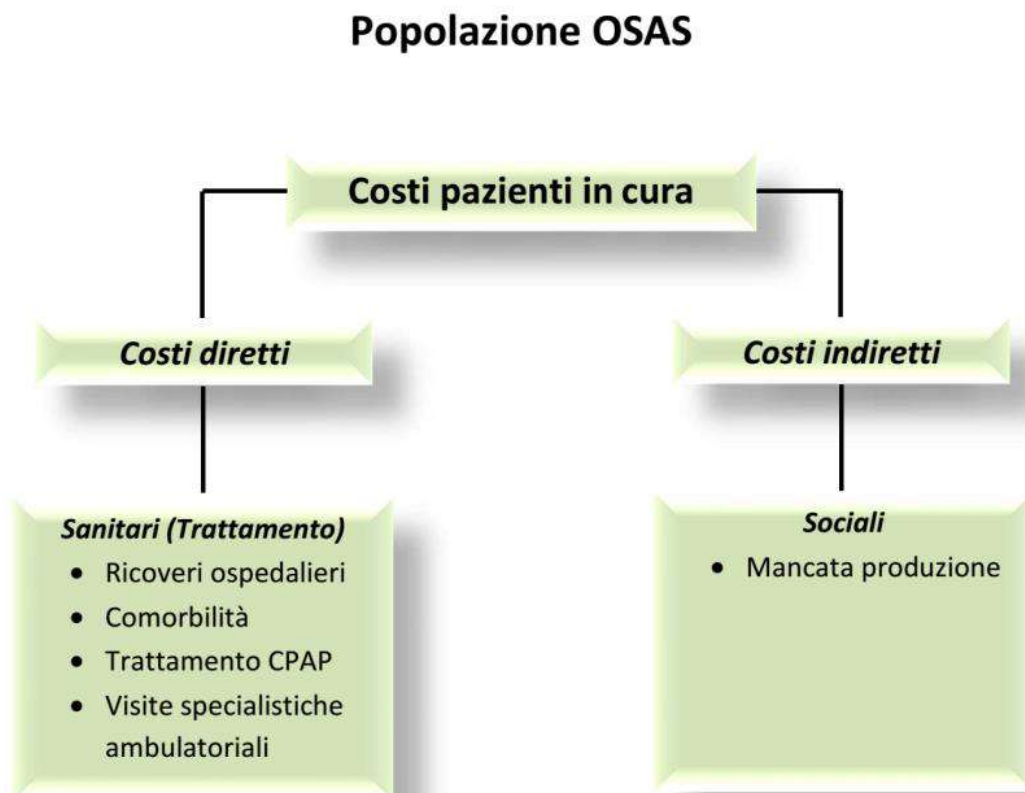 Popolazione OSAS
Costi pazienti in cura
Costi diretti
Costi indiretti
Sanitari (Trattamento)
• Ricoveri ospedalieri
• Comorbilità
• Trattamento CPAP
• Visite specialistiche
ambulatoriali
Sociali
• Mancata produzione